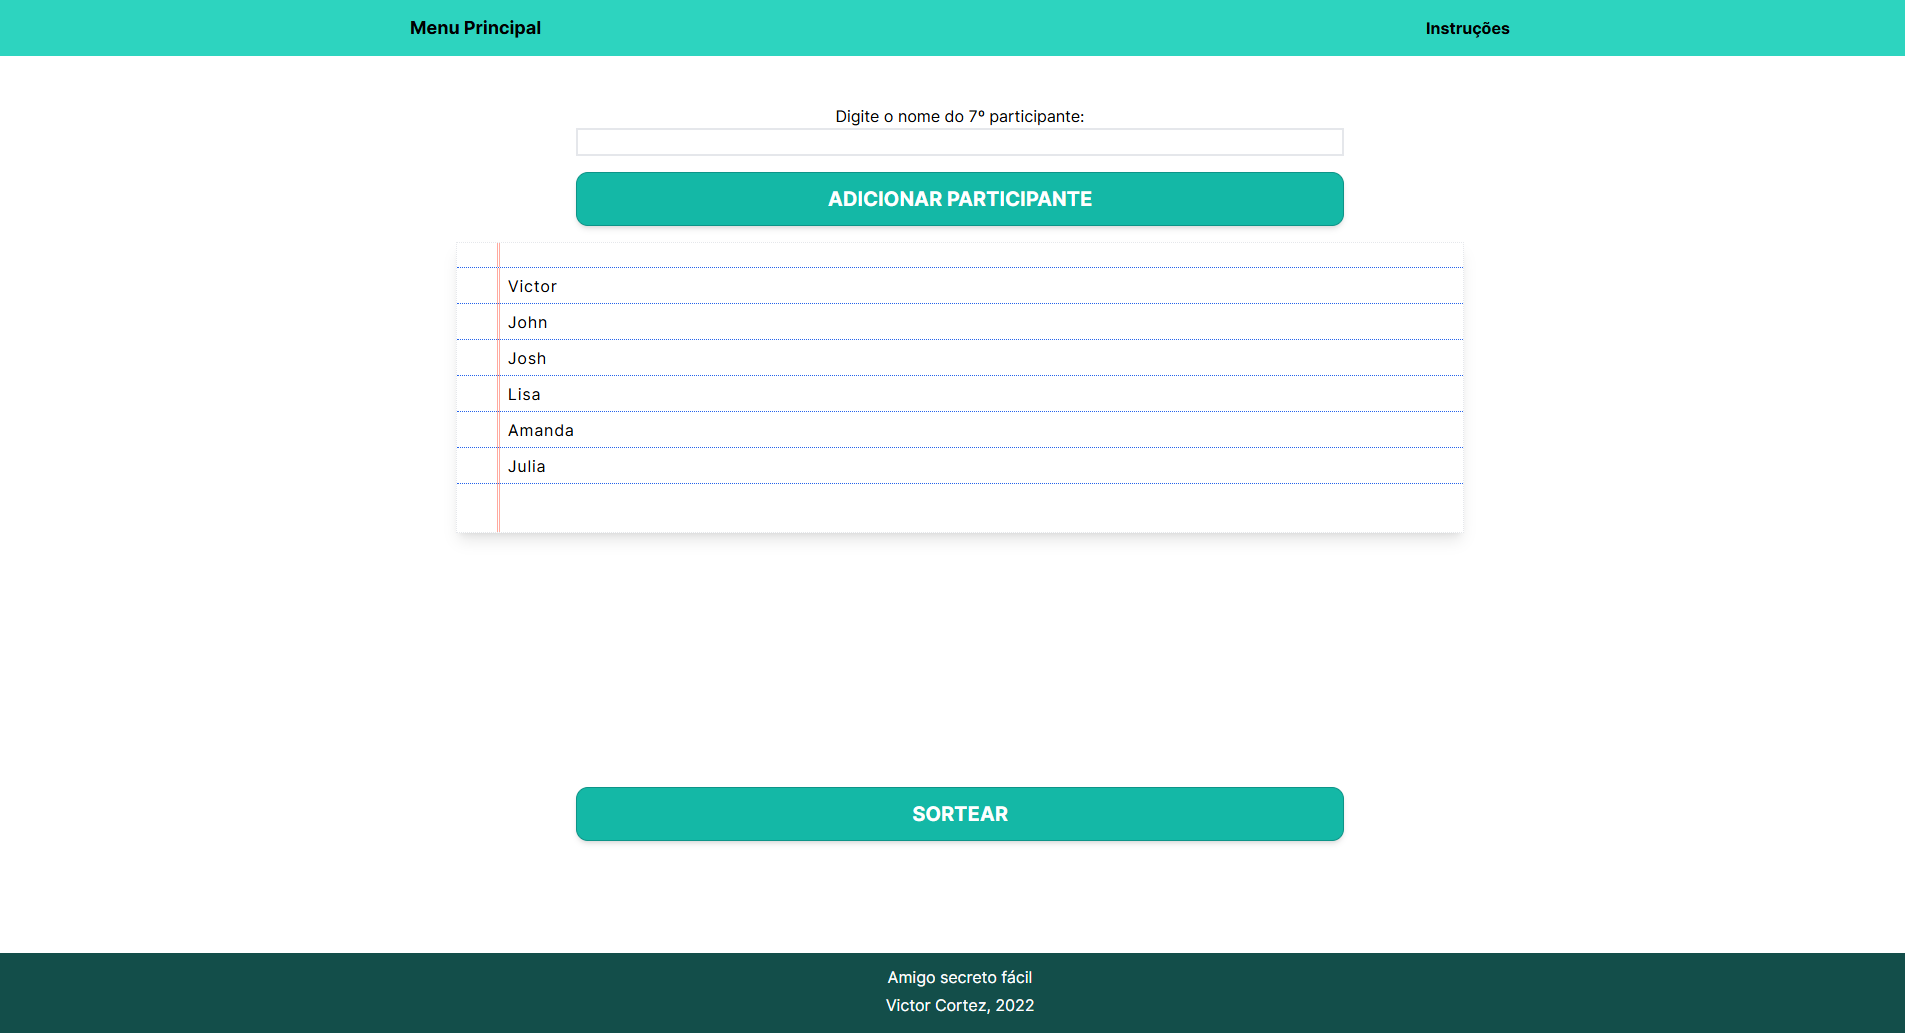 Menu Principal
Instruções
Digite o nome do 7º participante:
ADICIONAR PARTICIPANTE
Victor
John
Josh
Lisa
Amanda
Julia
SORTEAR
Amigo secreto fácil
Victor Cortez, 2022